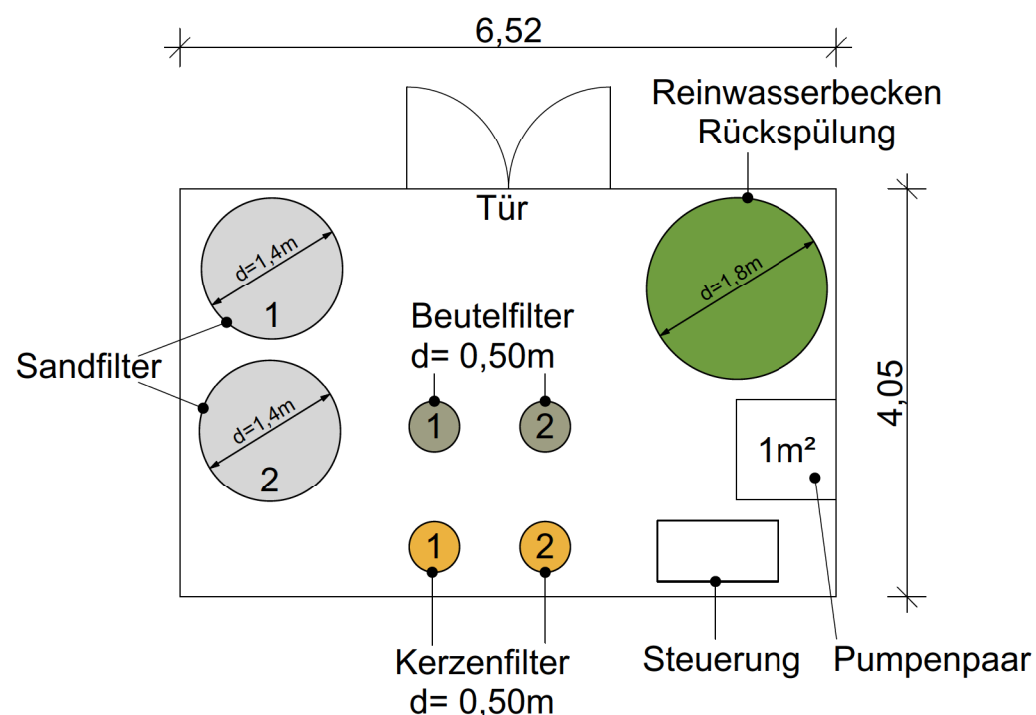 6,52
Reinwasserbecken
Rückspülung
Tür
d=1,4m
1
d=1,8m
Beutelfilter
d= 0,50m
Sandfilter
4,05
d=1,4m
2
1
2
1m²
1
2
Kerzenfilter
d= 0,50m
Steuerung
Pumpenpaar